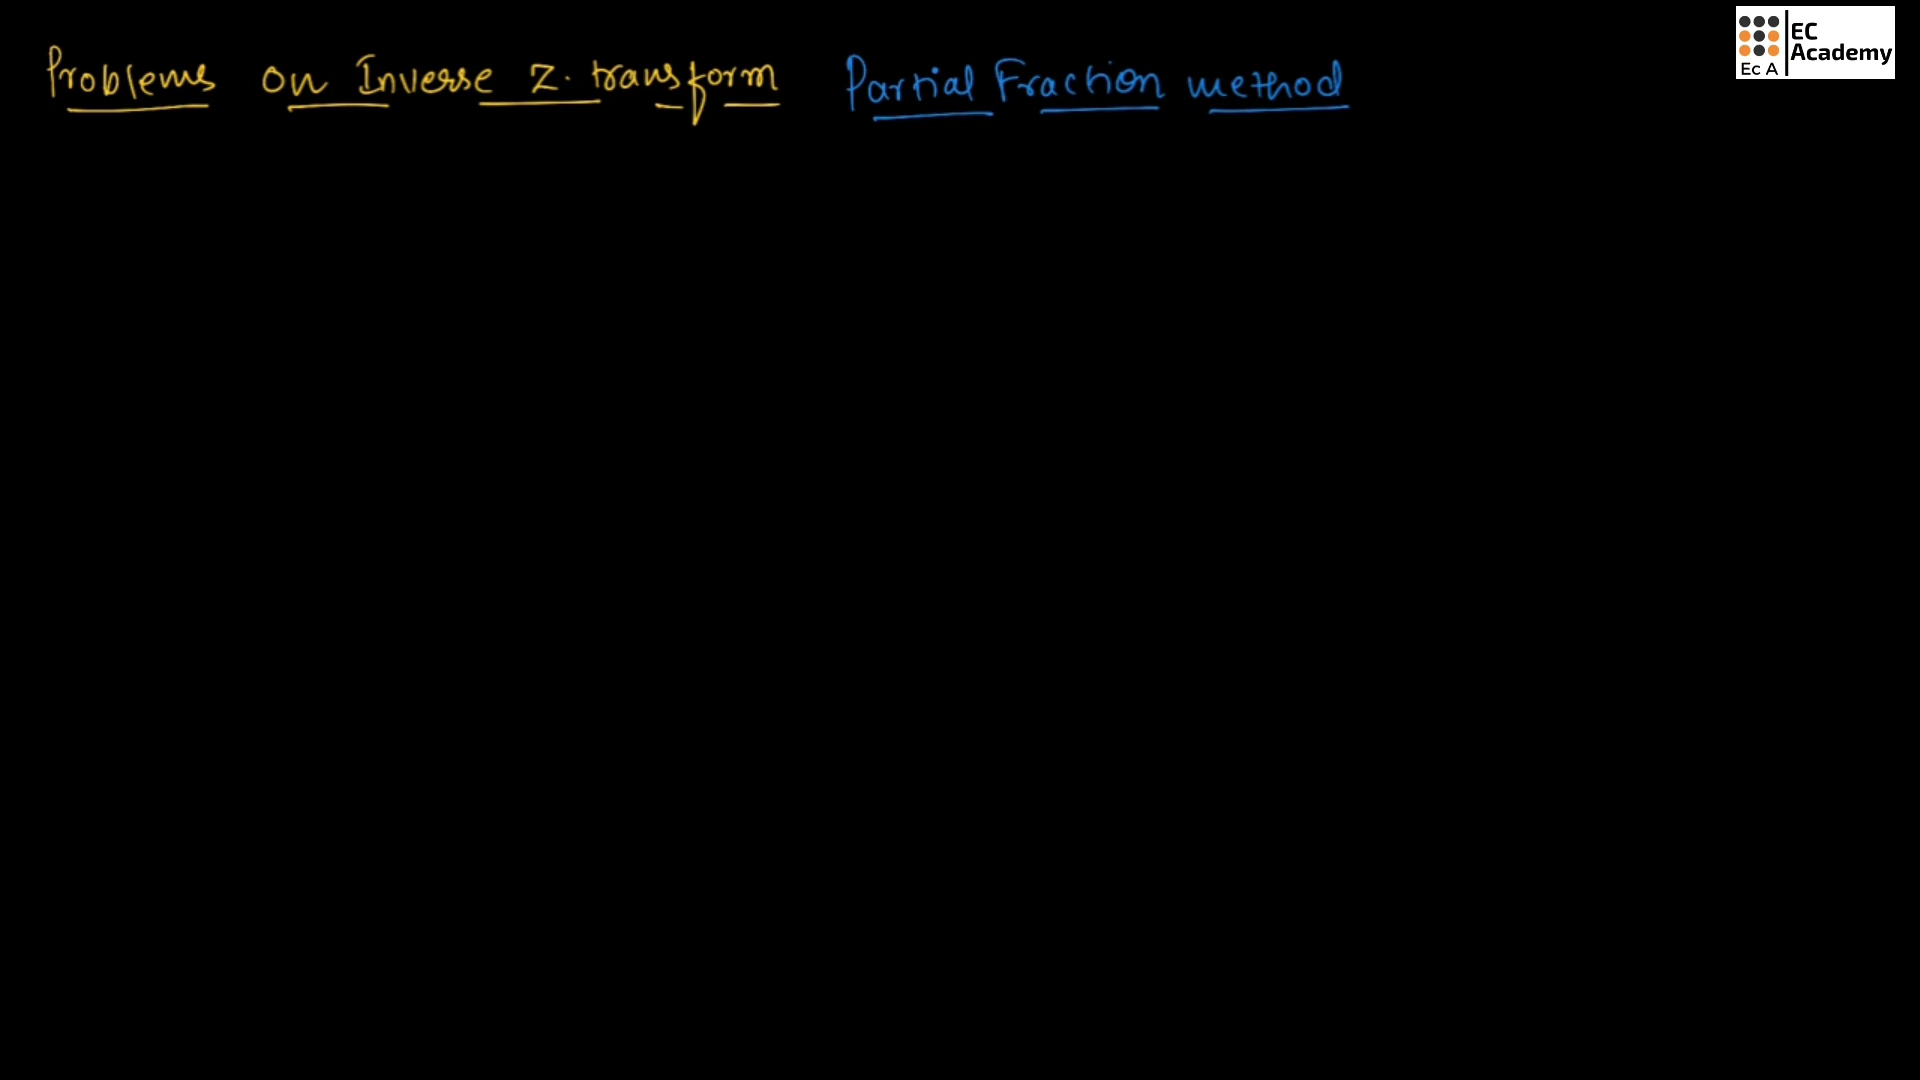 Problems on Inverse Z. transform Partial Fraction method
EC
Academy
Ec A